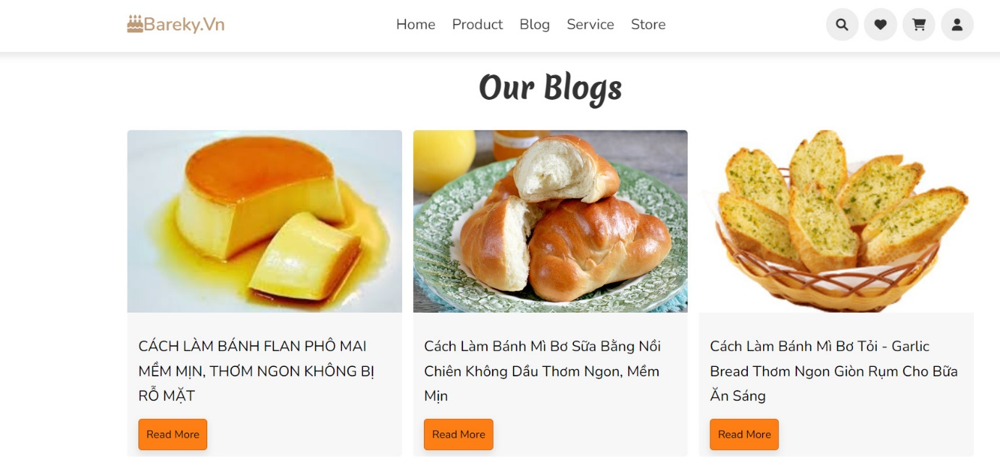 Bareky.Vn
Home Product Blog Service Store
Our Blogs
CÁCH LÀM BÁNH FLAN PHÔ MAI
MỀM MỊN, THƠM NGON KHÔNG BỊ
RỖ MẶT
Read More
Cách Làm Bánh Mì Bơ Sữa Bằng Nồi
Chiên Không Dầu Thơm Ngon, Mềm
Mịn
Read More
Cách Làm Bánh Mì Bơ Tỏi - Garlic
Bread Thơm Ngon Giòn Rụm Cho Bữa
Ăn Sáng
Read More